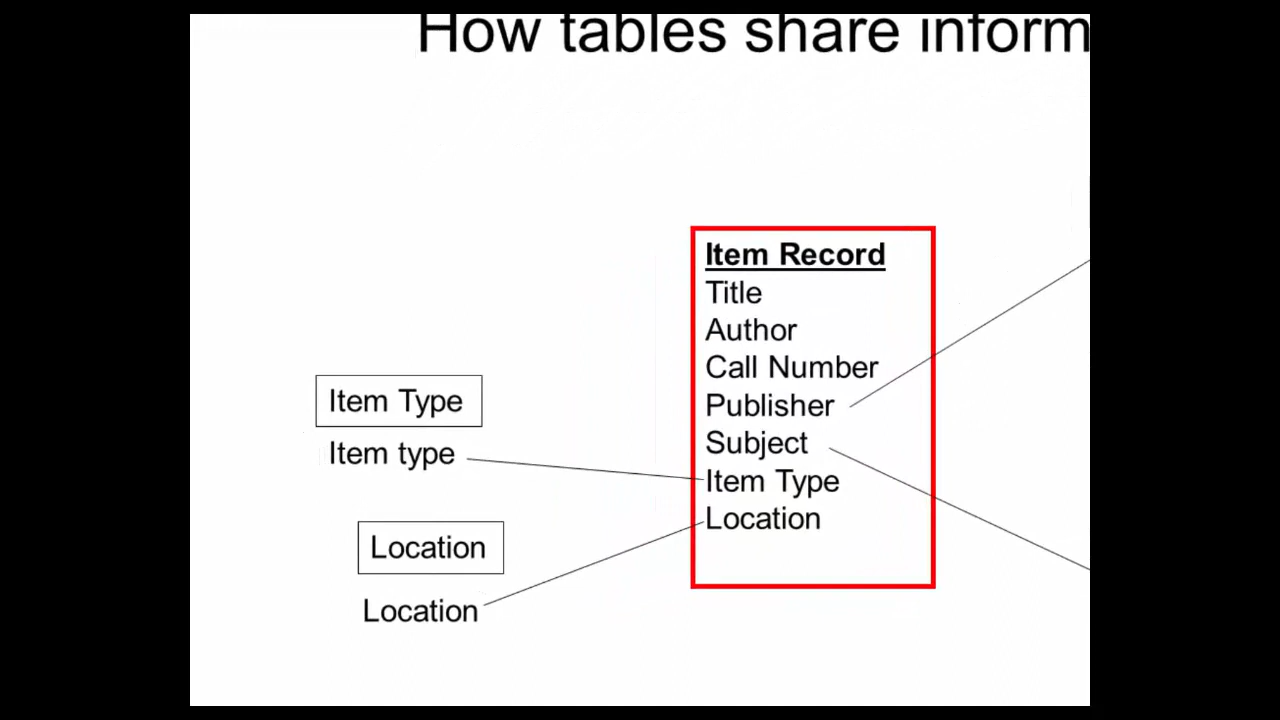 How tables share inform
Item Record
Title
Author
Call Number
Publisher
Subject
Item Type
Location
Item Type
Item type
Location
Location